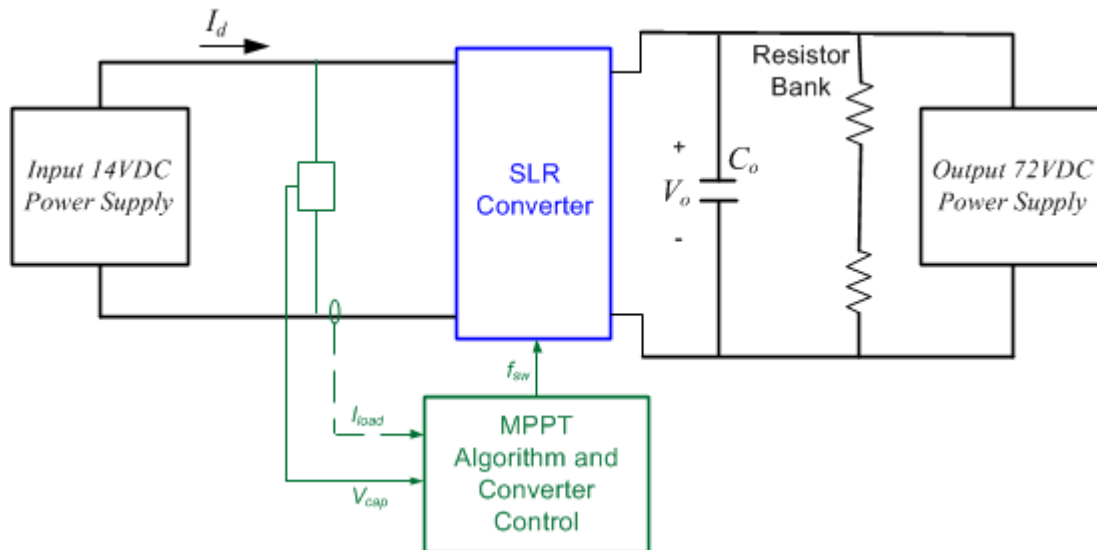 I_d
Input 14VDC
Power Supply
SLR
Converter
Resistor
Bank
+
V_o
-
C_o
Output 72VDC
Power Supply
f_sw
I_load
V_cap
MPPT
Algorithm and
Converter
Control